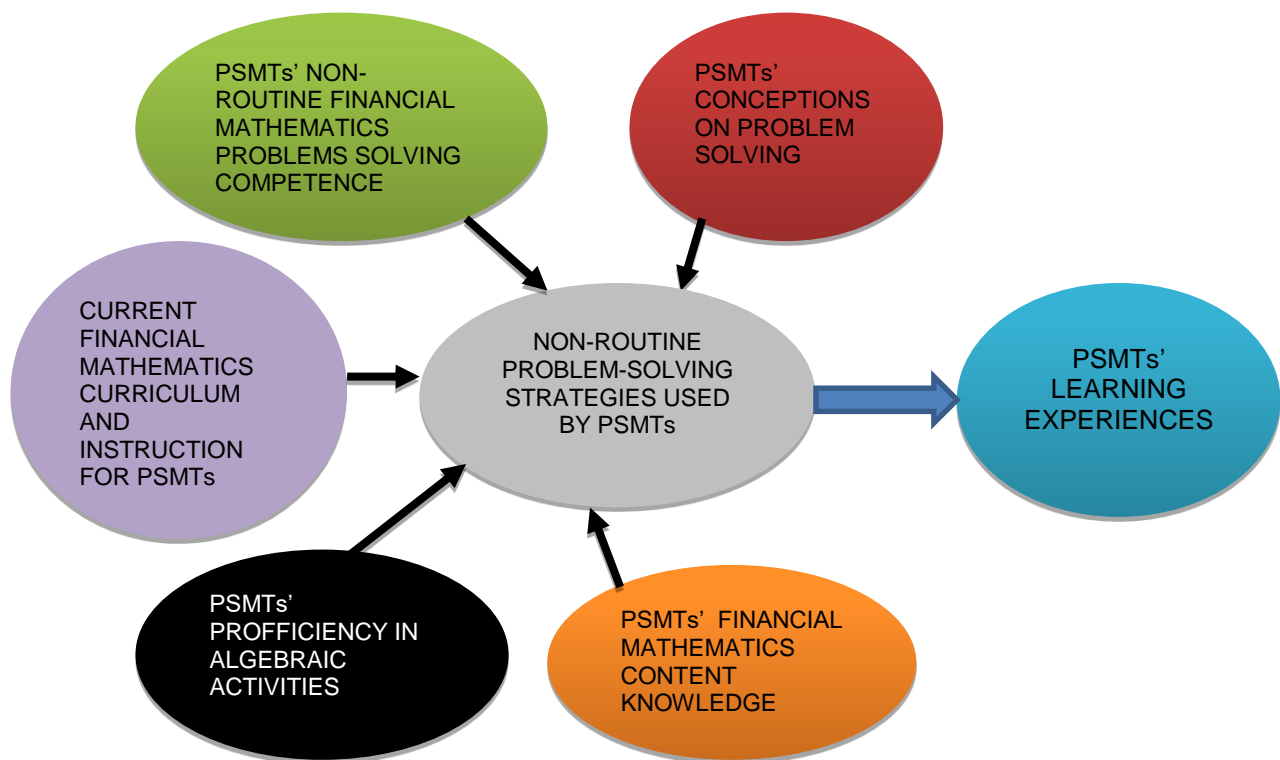 PSMTs' NON-
ROUTINE FINANCIAL
MATHEMATICS
PROBLEMS SOLVING
COMPETENCE
PSMTs'
CONCEPTIONS
ON PROBLEM
SOLVING
CURRENT
FINANCIAL
MATHEMATICS
CURRICULUM
AND
INSTRUCTION
FOR PSMTs
NON-ROUTINE
PROBLEM-SOLVING
STRATEGIES USED
BY PSMTs
PSMTs'
LEARNING
EXPERIENCES
PSMTs'
PROFFICIENCY IN
ALGEBRAIC
ACTIVITIES
PSMTs' FINANCIAL
MATHEMATICS
CONTENT
KNOWLEDGE